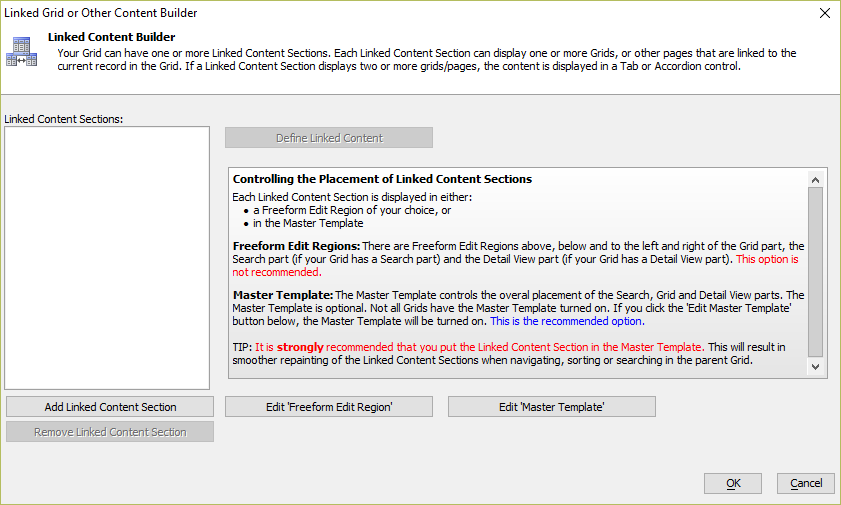 Linked Grid or Other Content Builder
Linked Content Builder
Your Grid can have one or more Linked Content Sections. Each Linked Content Section can display one or more Grids, or other pages that are linked to the
current record in the Grid. If a Linked Content Section displays two or more grids/pages, the content is displayed in a Tab or Accordion control.
Linked Content Sections:
Define Linked Content
Controlling the Placement of Linked Content Sections
Each Linked Content Section is displayed in either:
• a Freeform Edit Region of your choice, or
• in the Master Template
Freeform Edit Regions: There are Freeform Edit Regions above, below and to the left and right of the Grid part, the
Search part (if your Grid has a Search part) and the Detail View part (if your Grid has a Detail View part). This option is
not recommended.
Master Template: The Master Template controls the overal placement of the Search, Grid and Detail View parts. The
Master Template is optional. Not all Grids have the Master Template turned on. If you click the 'Edit Master Template'
button below, the Master Template will be turned on. This is the recommended option.
TIP: It is strongly recommended that you put the Linked Content Section in the Master Template. This will result in
smoother repainting of the Linked Content Sections when navigating, sorting or searching in the parent Grid.
Add Linked Content Section
Edit 'Freeform Edit Region'
Edit 'Master Template'
Remove Linked Content Section
OK
Cancel